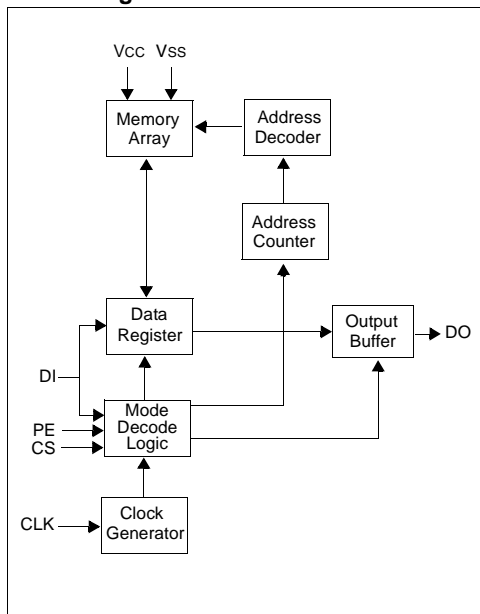 Vcc Vss
Memory
Array
Address
Decoder
Address
Counter
Data
Register
Output
Buffer
DO
DI
Mode
Decode
Logic
PE
CS
CLK
Clock
Generator